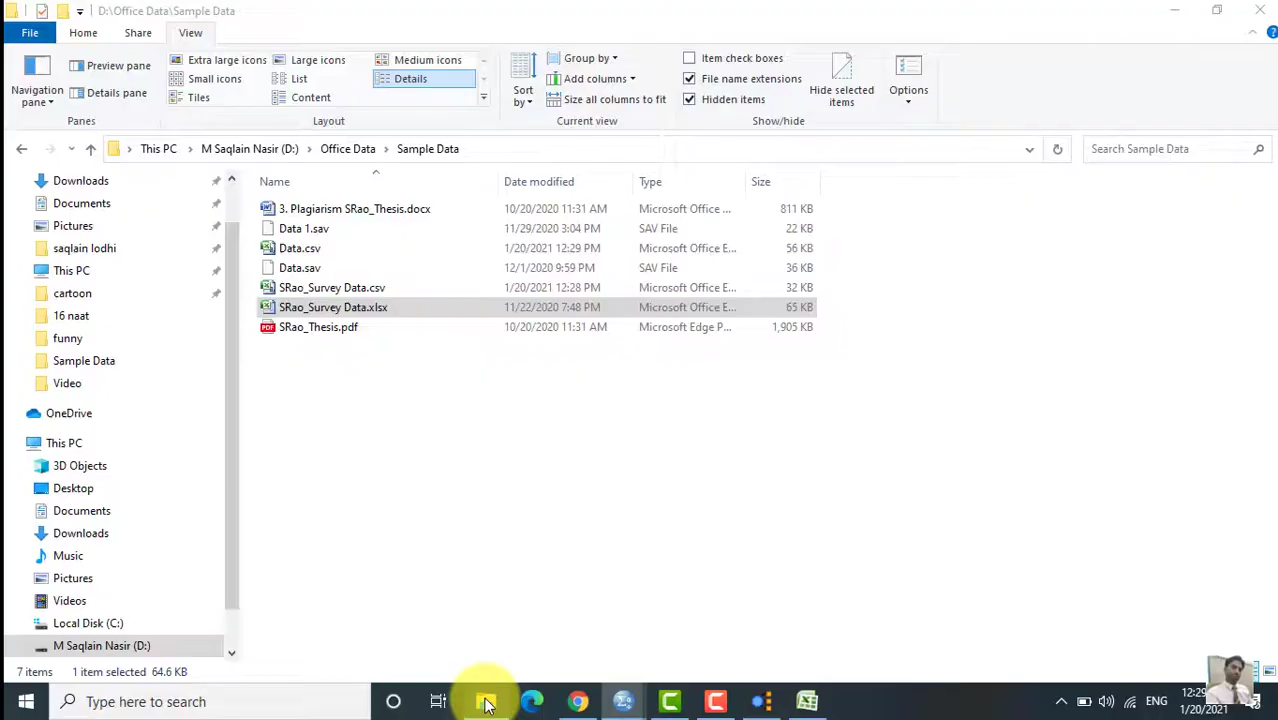 D:\Office Data\Sample Data
File Home Share View
Navigation pane
Preview pane
Details pane
Panes
Extra large icons Large icons Medium icons
Small icons List Details
Tiles Content
Layout
Sort by
Group by
Add columns
Size all columns to fit
Current view
Item check boxes
File name extensions
Hidden items
Hide selected items
Show/hide
Options
This PC > M Saqlain Nasir (D:) > Office Data > Sample Data
Search Sample Data
Downloads
Documents
Pictures
saqlain lodhi
This PC
cartoon
16 naat
funny
Sample Data
Video
OneDrive
This PC
3D Objects
Desktop
Documents
Downloads
Music
Pictures
Videos
Local Disk (C:)
M Saqlain Nasir (D:)
Name Date modified Type Size
3. Plagiarism SRao_Thesis.docx 10/20/2020 11:31 AM Microsoft Office ... 811 KB
Data 1.sav 11/29/2020 3:04 PM SAV File 22 KB
Data.csv 1/20/2021 12:29 PM Microsoft Office E... 56 KB
Data.sav 12/1/2020 9:59 PM SAV File 36 KB
SRao_Survey Data.csv 1/20/2021 12:28 PM Microsoft Office E... 32 KB
SRao_Survey Data.xlsx 11/22/2020 7:48 PM Microsoft Office E... 65 KB
SRao_Thesis.pdf 10/20/2020 11:31 AM Microsoft Edge P... 1,905 KB
7 items 1 item selected 64.6 KB
Type here to search
ENG
1/20/2021